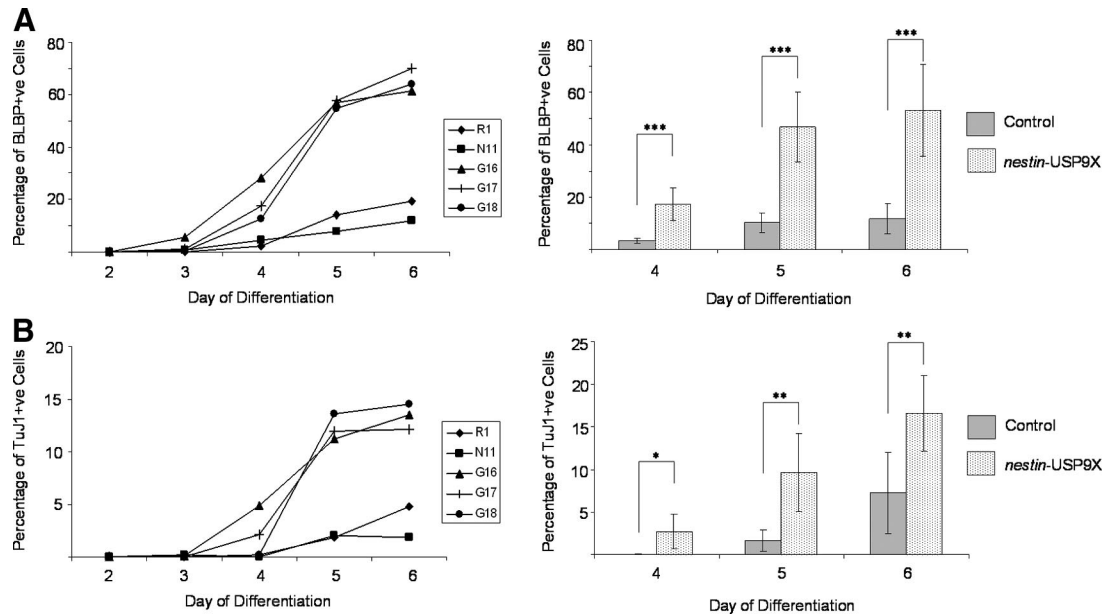 A
Percentage of BLBP+ve Cells
80
60
40
20
2 3 4 5 6
Day of Differentiation
R1
N11
G16
G17
G18
Percentage of BLBP+ve Cells
80
60
40
20
***
***
***
4 5 6
Day of Differentiation
Control
nestin-USP9X
B
Percentage of TuJ1+ve Cells
20
15
10
5
2 3 4 5 6
Day of Differentiation
R1
N11
G16
G17
G18
Percentage of TuJ1+ve Cells
25
20
15
10
5
*
**
**
4 5 6
Day of Differentiation
Control
nestin-USP9X